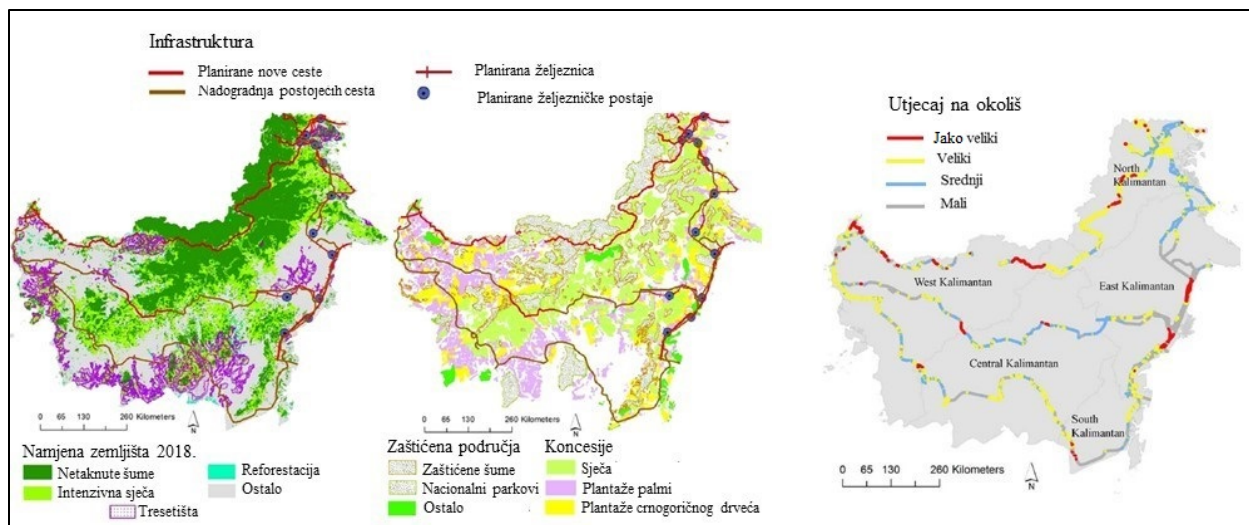 Infrastruktura
Planirane nove ceste
Nadogradnja postojecih cesta
Planirana željeznica
Planirane željezničke postaje
0 65 130 260 Kilometers
N
Namjena zemljišta 2018.
Netaknute šume
Intenzivna sječa
Tresetišta
Reforestacija
Ostalo
0 65 130 260 Kilometers
N
Zaštićena područja
Zaštićene šume
Nacionalni parkovi
Ostalo
Koncesije
Sječa
Plantaže palmi
Plantaže crnogoričnog drveća
Utjecaj na okoliš
Jako veliki
Veliki
Srednji
Mali
North
Kalimantan
West Kalimantan
East Kalimantan
Central Kalimantan
South
Kalimantan
0 65 130 260 Kilometers
N